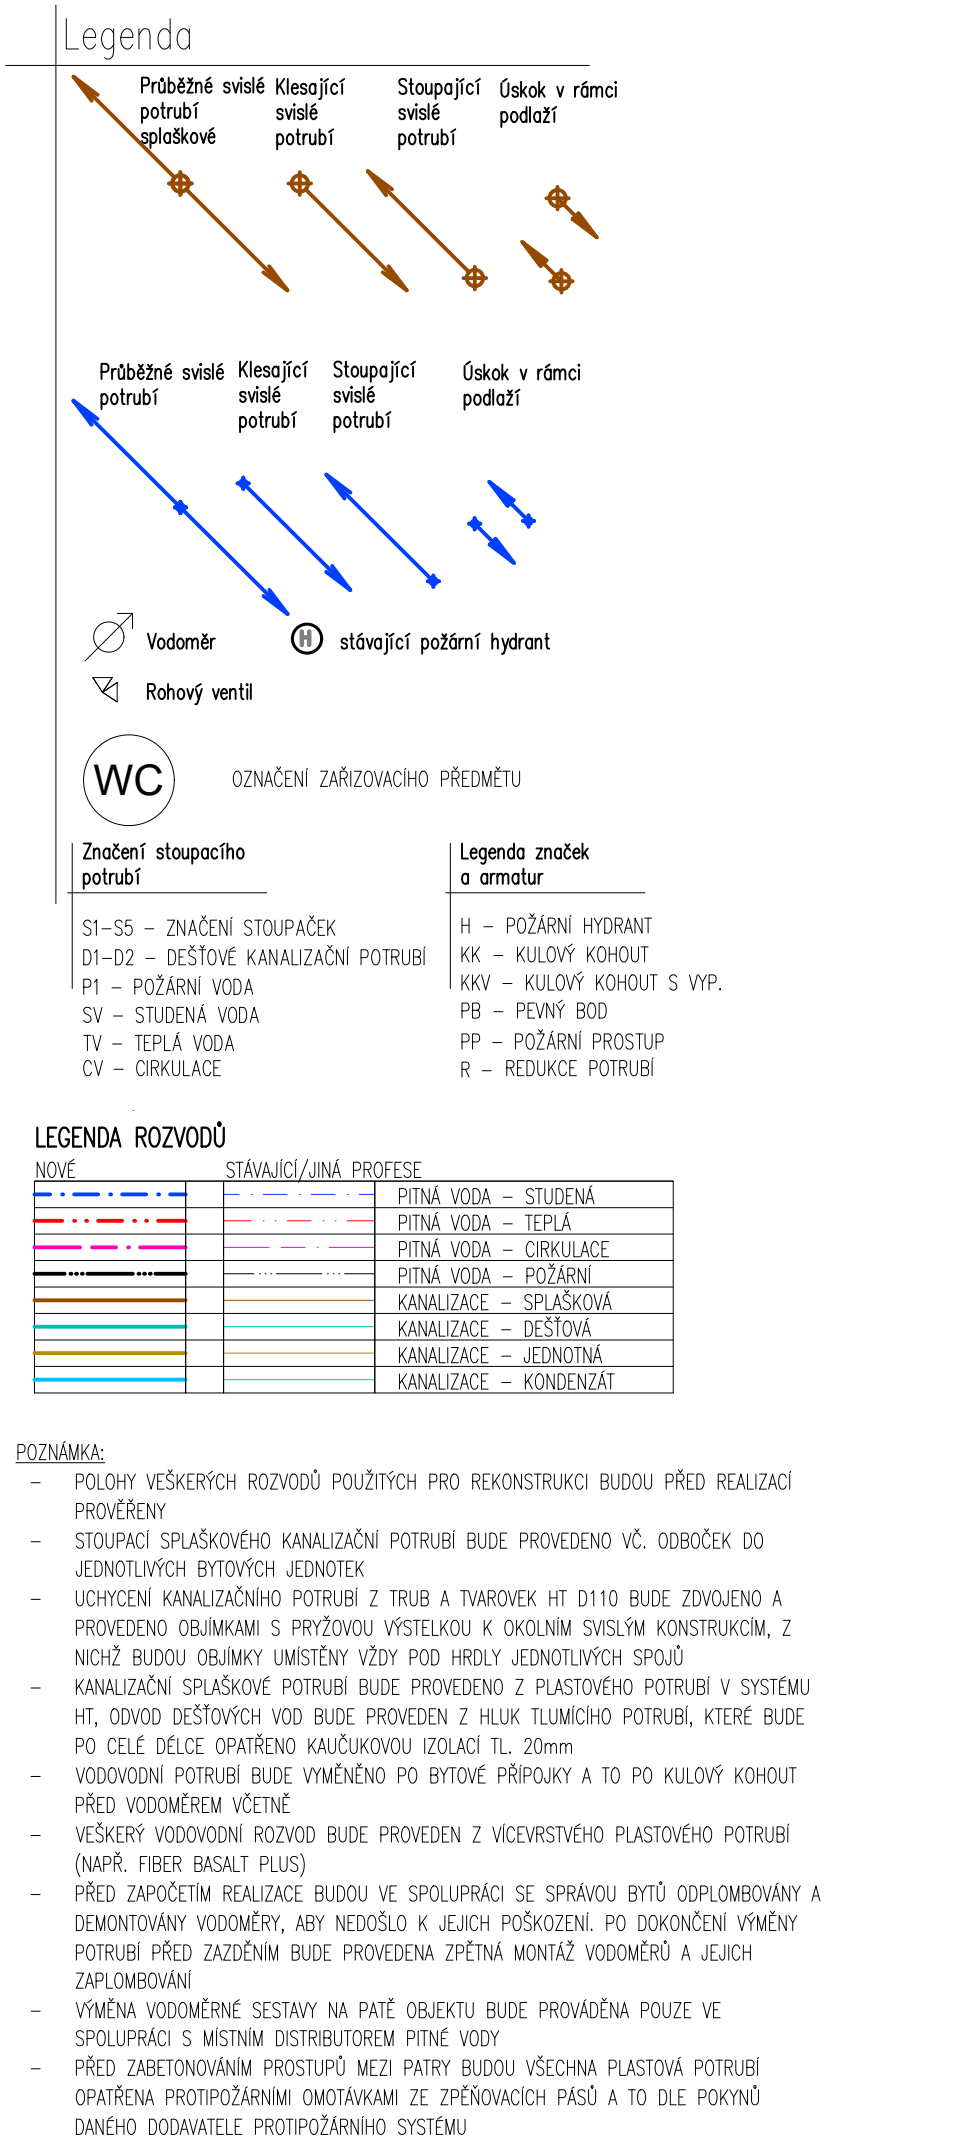 Legenda
Průběžné svislé
potrubí
splaškové
Klesající
svislé
potrubí
Stoupající
svislé
potrubí
Úskok v rámci
podlaží
Průběžné svislé
potrubí
Klesající
svislé
potrubí
Stoupající
svislé
potrubí
Úskok v rámci
podlaží
Vodoměr
H
stávající požární hydrant
Rohový ventil
WC
OZNAČENÍ ZAŘIZOVACÍHO PŘEDMĚTU
Značení stoupacího
potrubí
S1-S5 – ZNAČENÍ STOUPAČEK
D1-D2 – DEŠŤOVÉ KANALIZAČNÍ POTRUBÍ
P1 – POŽÁRNÍ VODA
SV – STUDENÁ VODA
TV – TEPLÁ VODA
CV – CIRKULACE
Legenda značek
a armatur
H – POŽÁRNÍ HYDRANT
KK – KULOVÝ KOHOUT
KKV – KULOVÝ KOHOUT S VYP.
PB – PEVNÝ BOD
PP – POŽÁRNÍ PROSTUP
R – REDUKCE POTRUBÍ
LEGENDA ROZVODŮ
NOVÉ STÁVAJÍCÍ/JINÁ PROFESE
PITNÁ VODA – STUDENÁ
PITNÁ VODA – TEPLÁ
PITNÁ VODA – CIRKULACE
PITNÁ VODA – POŽÁRNÍ
KANALIZACE – SPLAŠKOVÁ
KANALIZACE – DEŠŤOVÁ
KANALIZACE – JEDNOTNÁ
KANALIZACE – KONDENZÁT
POZNÁMKA:
– POLOHY VEŠKERÝCH ROZVODŮ POUŽITÝCH PRO REKONSTRUKCI BUDOU PŘED REALIZACÍ
PROVĚŘENY
– STOUPACÍ SPLAŠKOVÉHO KANALIZAČNÍ POTRUBÍ BUDE PROVEDENO VČ. ODBOČEK DO
JEDNOTLIVÝCH BYTOVÝCH JEDNOTEK
– UCHYCENÍ KANALIZAČNÍHO POTRUBÍ Z TRUB A TVAROVEK HT D110 BUDE ZDVOJENO A
PROVEDENO OBJÍMKAMI S PRYŽOVOU VÝSTELKOU K OKOLNÍM SVISLÝM KONSTRUKCÍM, Z
NICHŽ BUDOU OBJÍMKY UMÍSTĚNY VŽDY POD HRDLY JEDNOTLIVÝCH SPOJŮ
– KANALIZAČNÍ SPLAŠKOVÉ POTRUBÍ BUDE PROVEDENO Z PLASTOVÉHO POTRUBÍ V SYSTÉMU
HT, ODVOD DEŠŤOVÝCH VOD BUDE PROVEDEN Z HLUK TLUMÍCÍHO POTRUBÍ, KTERÉ BUDE
PO CELÉ DÉLCE OPATŘENO KAUČUKOVOU IZOLACÍ TL. 20mm
– VODOVODNÍ POTRUBÍ BUDE VYMĚNĚNO PO BYTOVÉ PŘÍPOJKY A TO PO KULOVÝ KOHOUT
PŘED VODOMĚREM VČETNĚ
– VEŠKERÝ VODOVODNÍ ROZVOD BUDE PROVEDEN Z VÍCEVRSTVÉHO PLASTOVÉHO POTRUBÍ
(NAPŘ. FIBER BASALT PLUS)
– PŘED ZAPOČETÍM REALIZACE BUDOU VE SPOLUPRÁCI SE SPRÁVOU BYTŮ ODPLOMBOVÁNY A
DEMONTOVÁNY VODOMĚRY, ABY NEDOŠLO K JEJICH POŠKOZENÍ. PO DOKONČENÍ VÝMĚNY
POTRUBÍ PŘED ZAZDĚNÍM BUDE PROVEDENA ZPĚTNÁ MONTÁŽ VODOMĚRŮ A JEJICH
ZAPLOMBOVÁNÍ
– VÝMĚNA VODOMĚRNÉ SESTAVY NA PATĚ OBJEKTU BUDE PROVÁDĚNA POUZE VE
SPOLUPRÁCI S MÍSTNÍM DISTRIBUTOREM PITNÉ VODY
– PŘED ZABETONOVÁNÍM PROSTUPŮ MEZI PATRY BUDOU VŠECHNA PLASTOVÁ POTRUBÍ
OPATŘENA PROTIPOŽÁRNÍMI OMOTÁVKAMI ZE ZPĚŇOVACÍCH PÁSŮ A TO DLE POKYNŮ
DANÉHO DODAVATELE PROTIPOŽÁRNÍHO SYSTÉMU